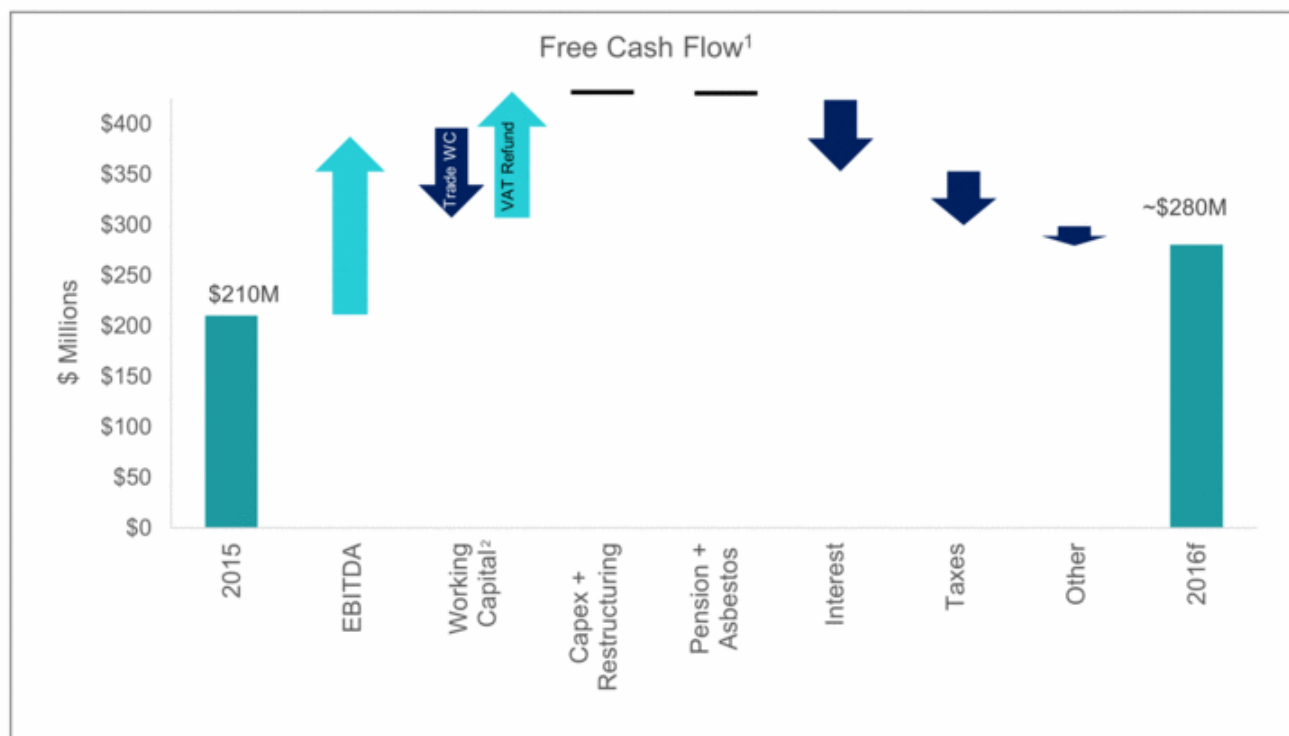 Free Cash Flow¹
$ Millions
$400
$350
$300
$250
$200
$150
$100
$50
$0
$210M
Trade WC
VAT Refund
~$280M
2015
EBITDA
Working
Capital²
Capex +
Restructuring
Pension +
Asbestos
Interest
Taxes
Other
2016f